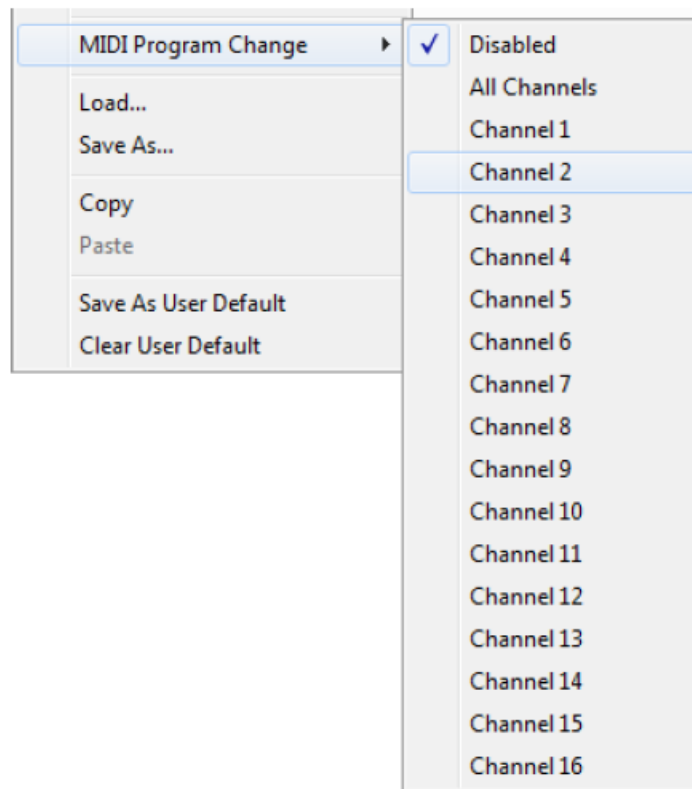 MIDI Program Change
Load...
Save As...
Copy
Paste
Save As User Default
Clear User Default
Disabled
All Channels
Channel 1
Channel 2
Channel 3
Channel 4
Channel 5
Channel 6
Channel 7
Channel 8
Channel 9
Channel 10
Channel 11
Channel 12
Channel 13
Channel 14
Channel 15
Channel 16